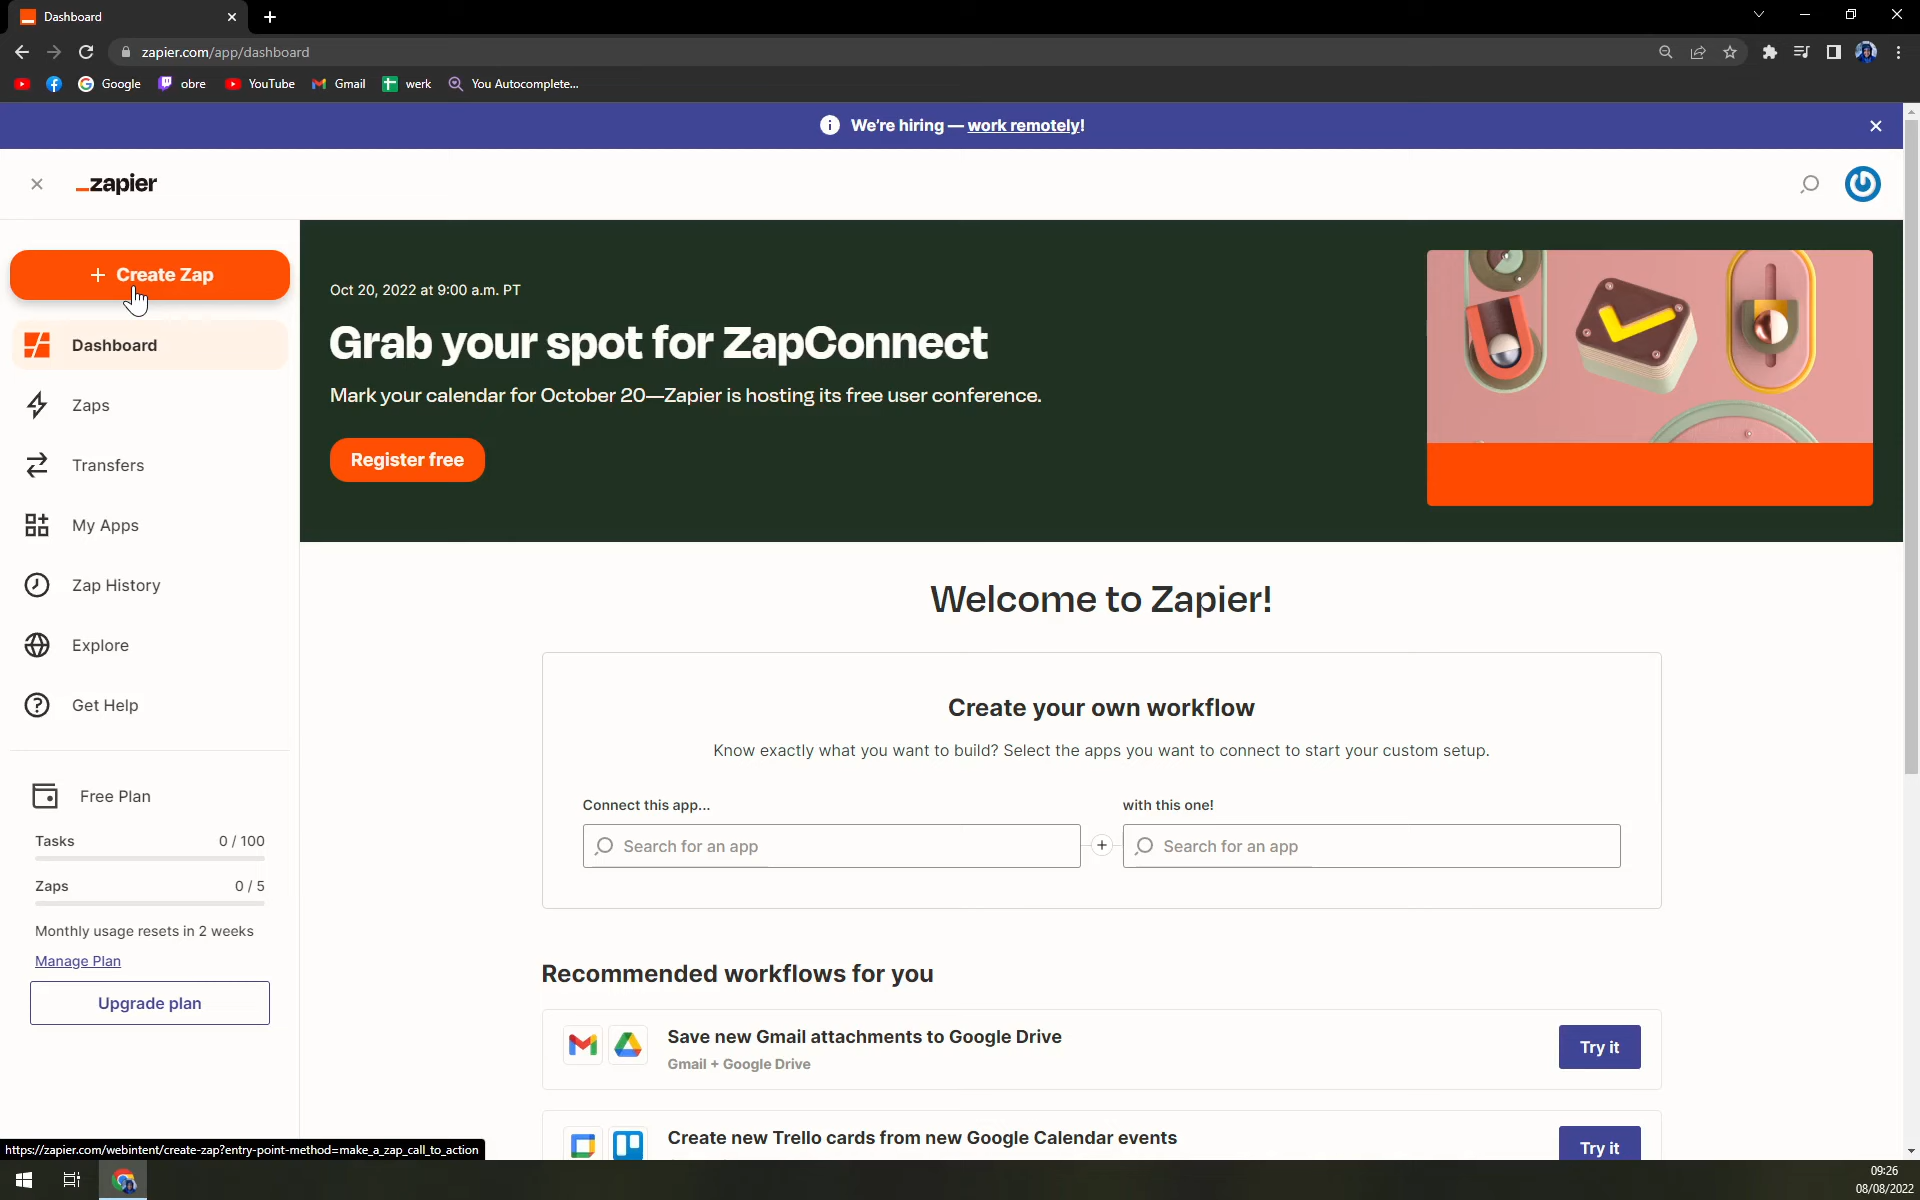 Dashboard
zapier.com/app/dashboard
Google
obre
YouTube
Gmail
werk
You Autocomplete...
We're hiring — work remotely!
_zapier
+ Create Zap
Dashboard
Zaps
Transfers
My Apps
Zap History
Explore
Get Help
Free Plan
Tasks 0 / 100
Zaps 0 / 5
Monthly usage resets in 2 weeks
Manage Plan
Upgrade plan
Oct 20, 2022 at 9:00 a.m. PT
Grab your spot for ZapConnect
Mark your calendar for October 20—Zapier is hosting its free user conference.
Register free
Welcome to Zapier!
Create your own workflow
Know exactly what you want to build? Select the apps you want to connect to start your custom setup.
Connect this app... with this one!
Search for an app + Search for an app
Recommended workflows for you
Save new Gmail attachments to Google Drive
Gmail + Google Drive
Try it
Create new Trello cards from new Google Calendar events
Try it
https://zapier.com/webintent/create-zap?entry-point-method=make_a_zap_call_to_action
09:26
08/08/2022